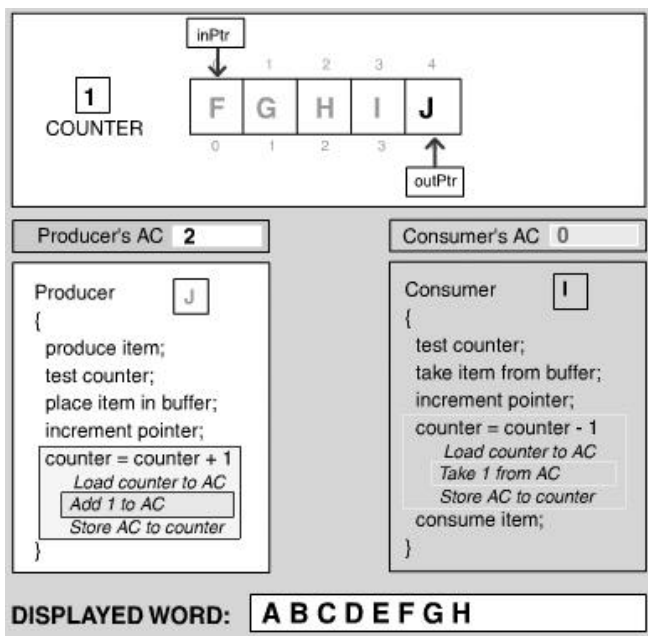 inPtr
1 2 3 4
1
F G H I J
COUNTER
0 1 2 3
outPtr
Producer's AC 2
Consumer's AC 0
Producer J
{
produce item;
test counter;
place item in buffer;
increment pointer;
counter = counter + 1
Load counter to AC
Add 1 to AC
Store AC to counter
}
Consumer I
{
test counter;
take item from buffer;
increment pointer;
counter = counter - 1
Load counter to AC
Take 1 from AC
Store AC to counter
consume item;
}
DISPLAYED WORD: A B C D E F G H